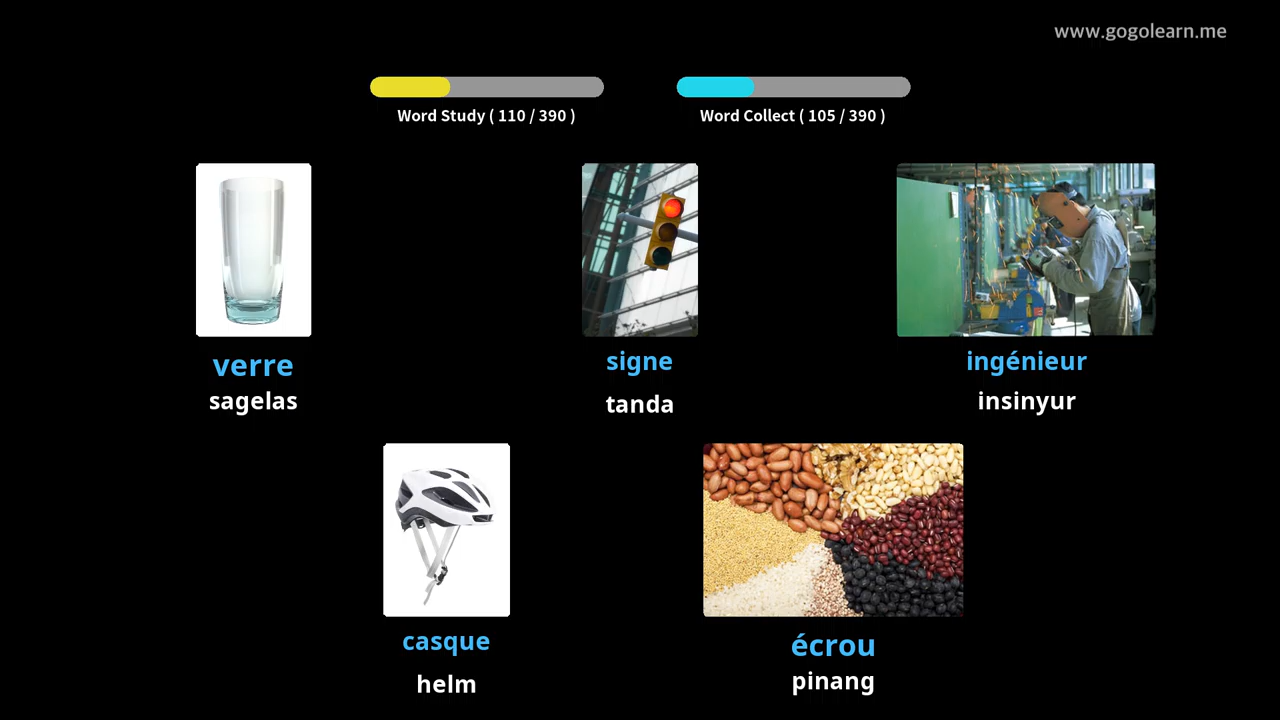 www.gogolearn.me
Word Study ( 110 / 390 )
Word Collect ( 105 / 390 )
verre
sagelas
signe
tanda
ingénieur
insinyur
casque
helm
écrou
pinang